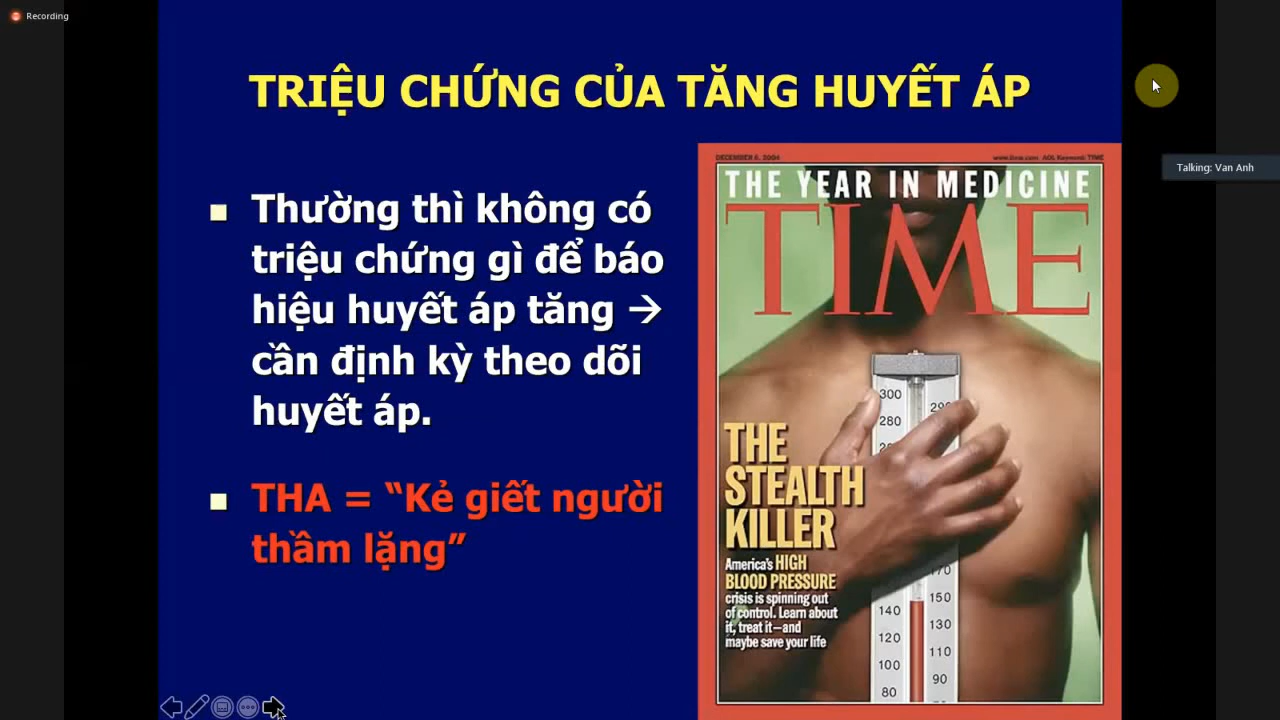 Recording
TRIỆU CHỨNG CỦA TĂNG HUYẾT ÁP
Talking: Van Anh
Thường thì không có
triệu chứng gì để báo
hiệu huyết áp tăng →
cần định kỳ theo dõi
huyết áp.
THA = “Kẻ giết người
thầm lặng”
DECEMBER 6, 2004
www.time.com AOL Keyword: TIME
THE YEAR IN MEDICINE
TIME
THE
STEALTH
KILLER
America's HIGH
BLOOD PRESSURE
crisis is spinning out
of control. Learn about
it, treat it—and
maybe save your life
300
280
170
150
140
130
120
110
100
90
80